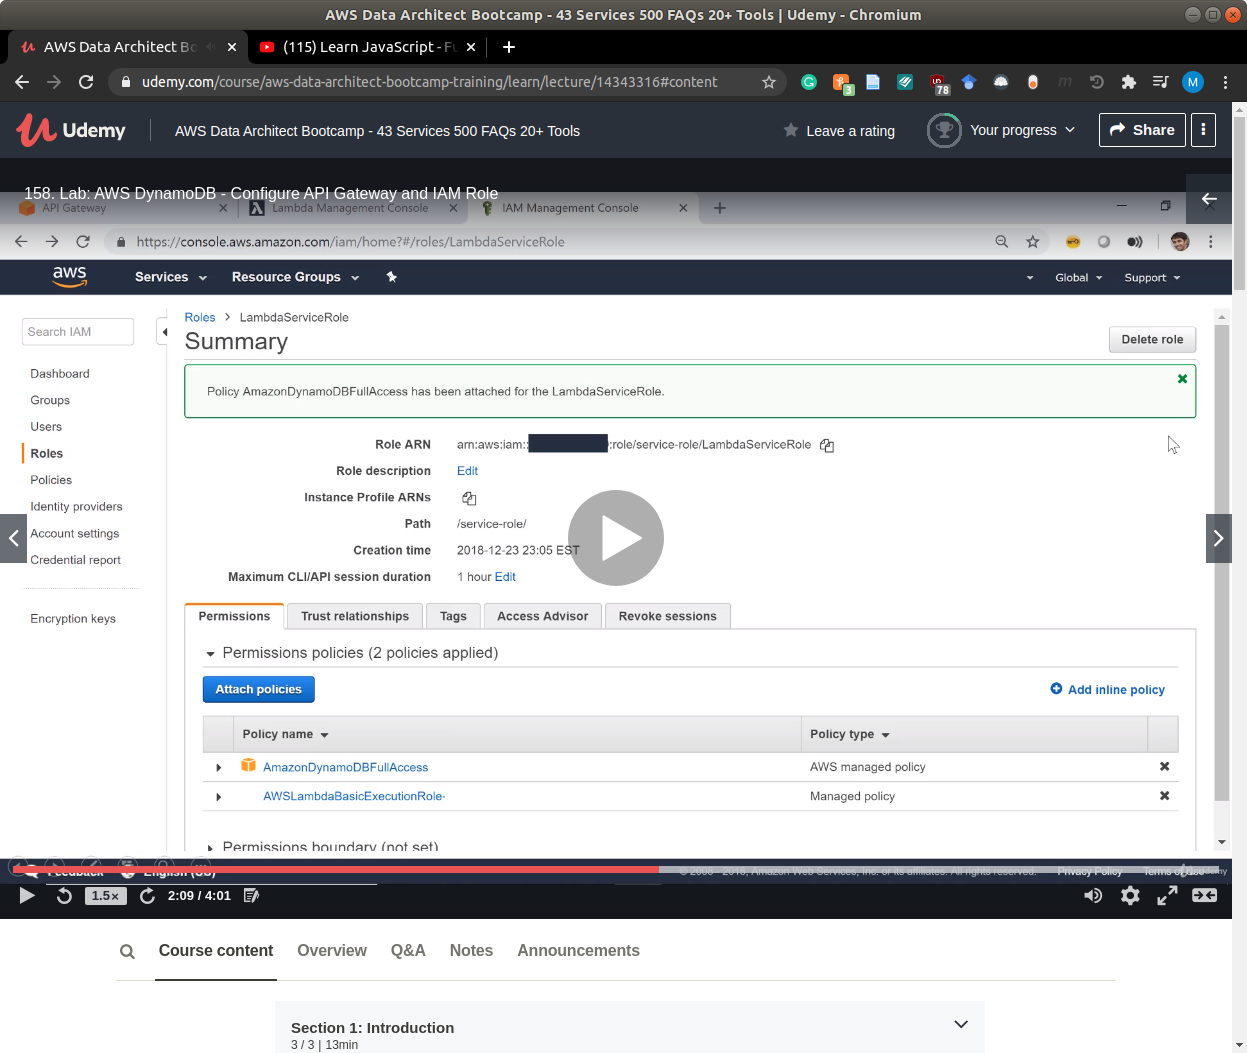 AWS Data Architect Bootcamp - 43 Services 500 FAQs 20+ Tools | Udemy - Chromium
AWS Data Architect Bo
(115) Learn JavaScript - Fu
udemy.com/course/aws-data-architect-bootcamp-training/learn/lecture/14343316#content
3
78
m
M
Udemy
AWS Data Architect Bootcamp - 43 Services 500 FAQs 20+ Tools
Leave a rating
Your progress
Share
158. Lab: AWS DynamoDB - Configure API Gateway and IAM Role
API Gateway
Lambda Management Console
IAM Management Console
https://console.aws.amazon.com/iam/home?#/roles/LambdaServiceRole
aws
Services
Resource Groups
Global
Support
Search IAM
Dashboard
Groups
Users
Roles
Policies
Identity providers
Account settings
Credential report
Encryption keys
Roles > LambdaServiceRole
Summary
Delete role
Policy AmazonDynamoDBFullAccess has been attached for the LambdaServiceRole.
Role ARN arn:aws:iam:: :role/service-role/LambdaServiceRole
Role description Edit
Instance Profile ARNs
Path /service-role/
Creation time 2018-12-23 23:05 EST
Maximum CLI/API session duration 1 hour Edit
Permissions
Trust relationships
Tags
Access Advisor
Revoke sessions
Permissions policies (2 policies applied)
Attach policies
Add inline policy
Policy name
Policy type
AmazonDynamoDBFullAccess AWS managed policy
AWSLambdaBasicExecutionRole- Managed policy
Permissions boundary (not set)
Feedback
English (US)
© 2008 - 2018, Amazon Web Services, Inc. or its affiliates. All rights reserved.
Privacy Policy
Terms of Use
1.5×
2:09 / 4:01
Course content
Overview
Q&A
Notes
Announcements
Section 1: Introduction
3 / 3 | 13min